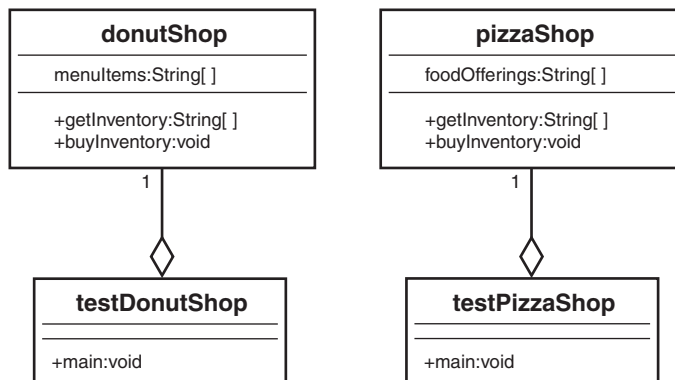 donutShop
menuItems:String[ ]
+getInventory:String[ ]
+buyInventory:void
1
testDonutShop
+main:void
pizzaShop
foodOfferings:String[ ]
+getInventory:String[ ]
+buyInventory:void
1
testPizzaShop
+main:void